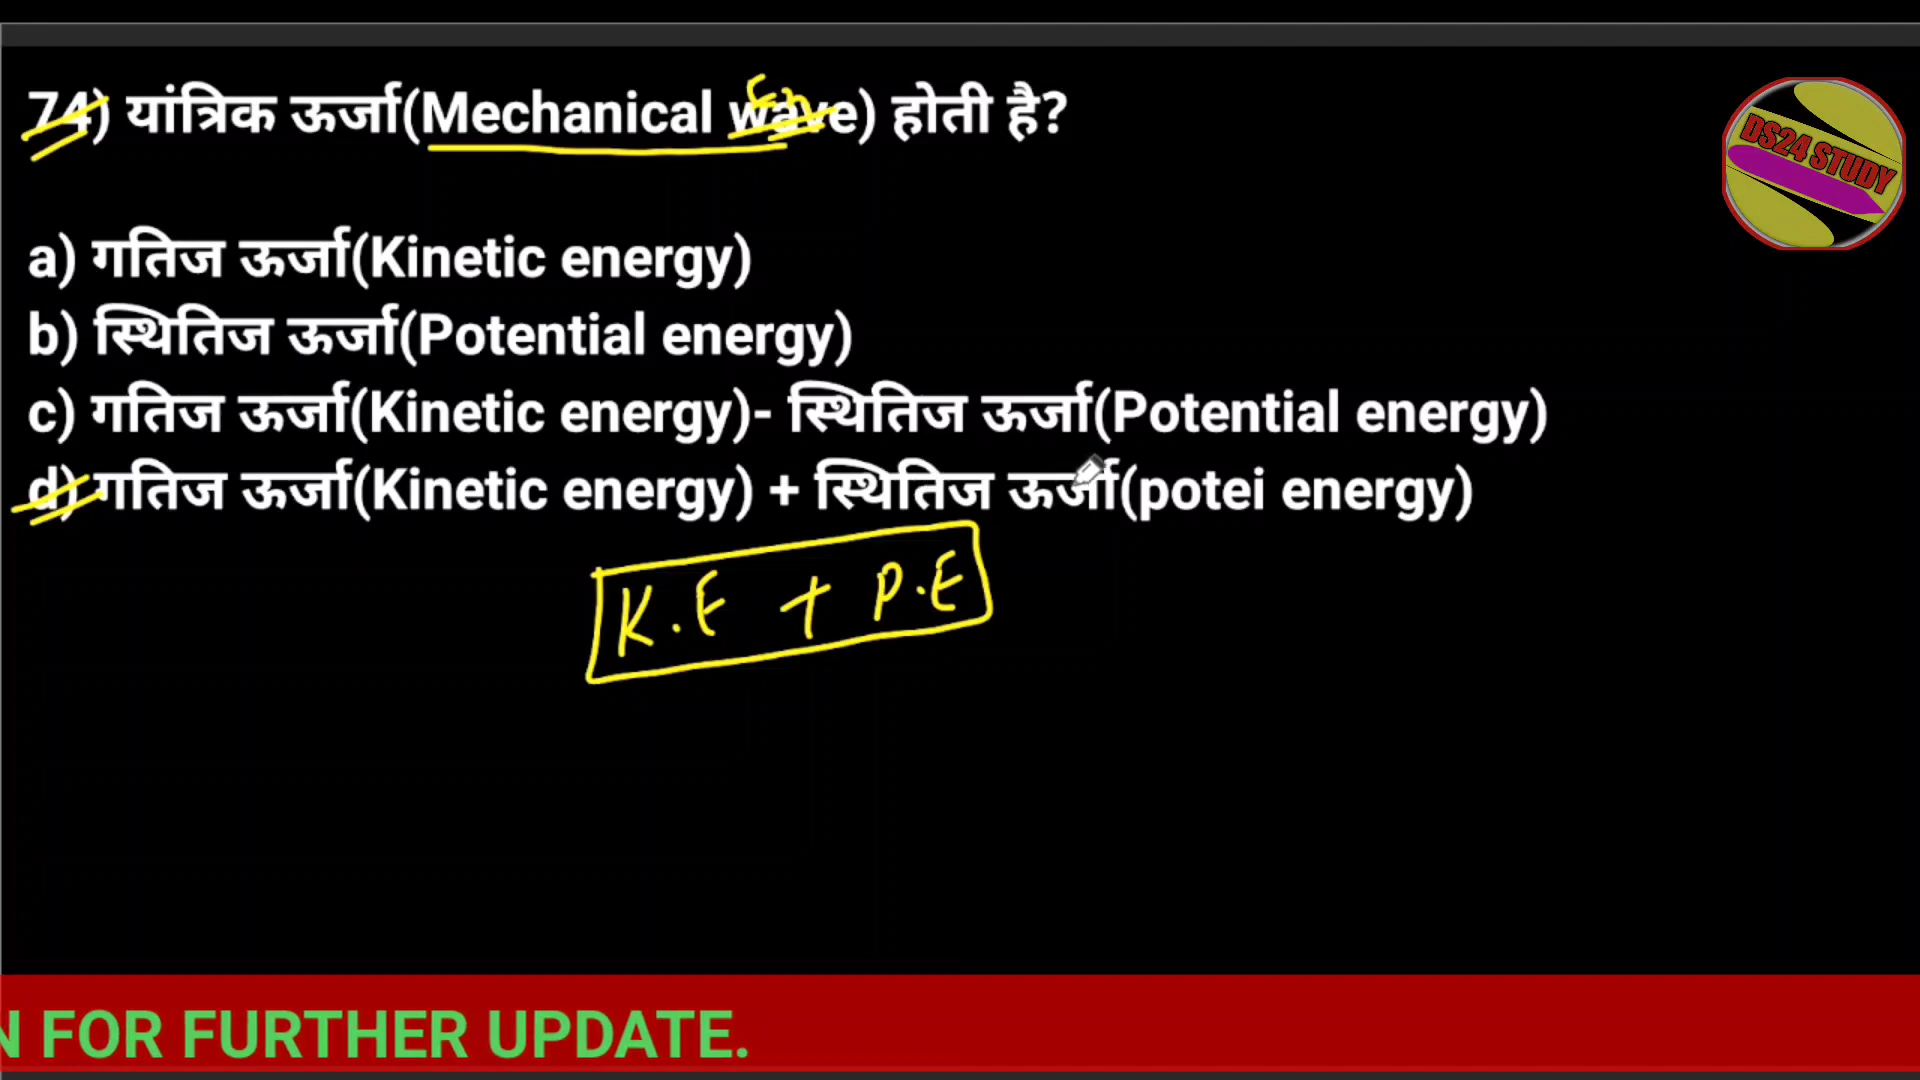 74) यांत्रिक ऊर्जा(Mechanical wave) होती है?
En
DS24 STUDY
a) गतिज ऊर्जा(Kinetic energy)
b) स्थितिज ऊर्जा(Potential energy)
c) गतिज ऊर्जा(Kinetic energy)- स्थितिज ऊर्जा(Potential energy)
d) गतिज ऊर्जा(Kinetic energy) + स्थितिज ऊर्जा(potei energy)
K.E + P.E
N FOR FURTHER UPDATE.